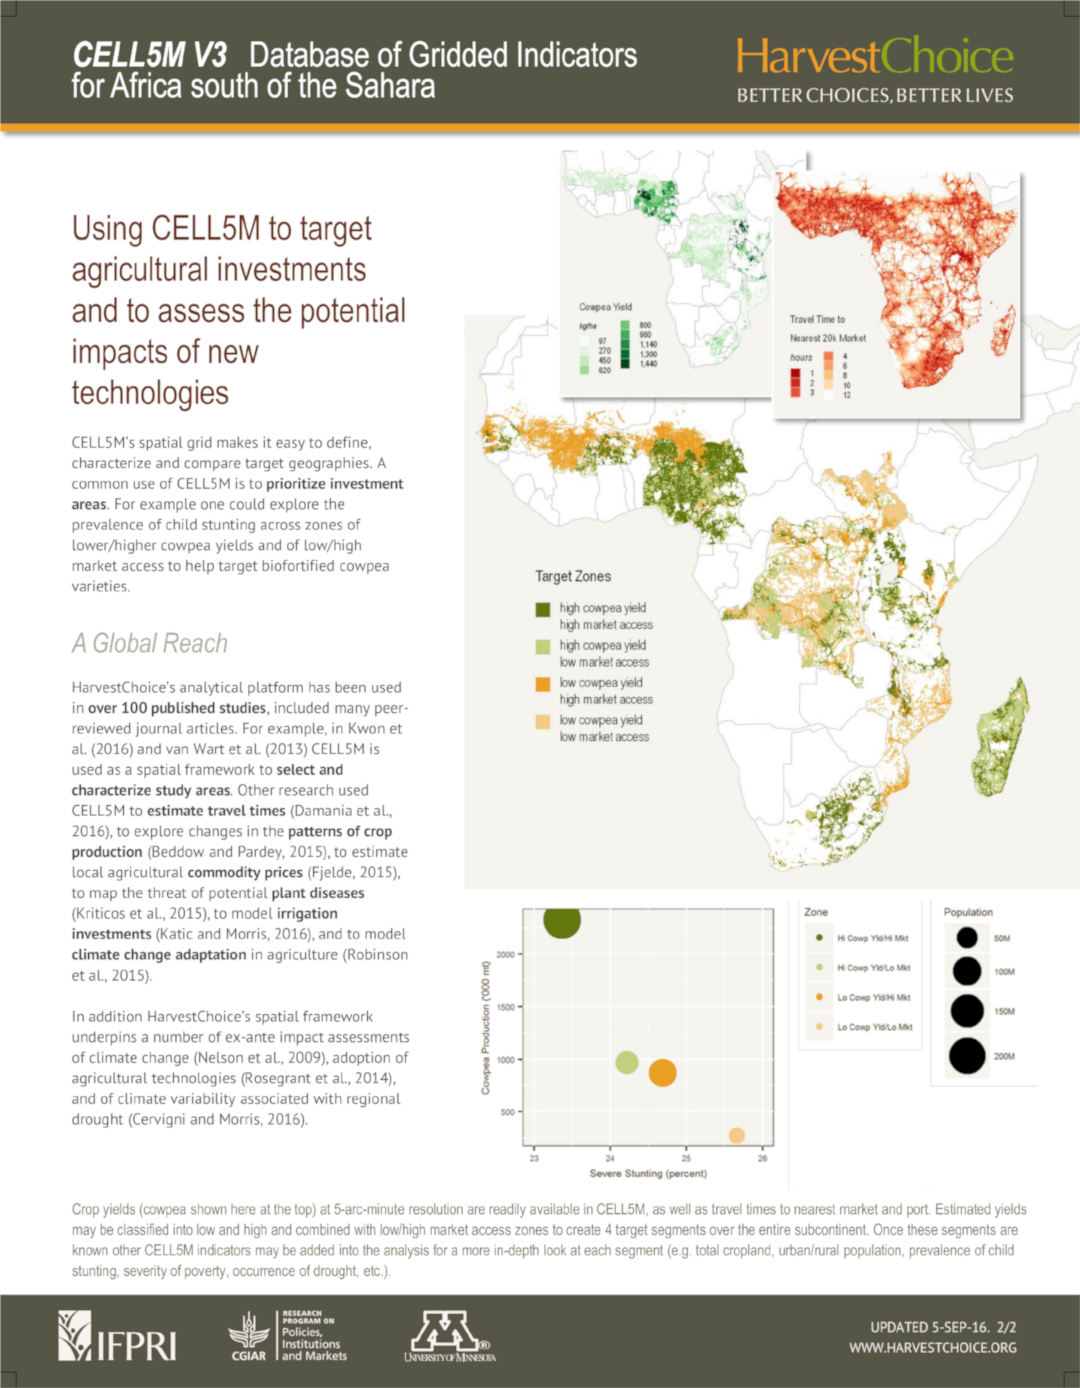 CELL5M V3 Database of Gridded Indicators
for Africa south of the Sahara
HarvestChoice
BETTER CHOICES, BETTER LIVES
Using CELL5M to target
agricultural investments
and to assess the potential
impacts of new
technologies
CELL5M's spatial grid makes it easy to define,
characterize and compare target geographies. A
common use of CELL5M is to prioritize investment
areas. For example one could explore the
prevalence of child stunting across zones of
lower/higher cowpea yields and of low/high
market access to help target biofortified cowpea
varieties.
A Global Reach
HarvestChoice's analytical platform has been used
in over 100 published studies, included many peer-
reviewed journal articles. For example, in Kwon et
al. (2016) and van Wart et al. (2013) CELL5M is
used as a spatial framework to select and
characterize study areas. Other research used
CELL5M to estimate travel times (Damania et al.,
2016), to explore changes in the patterns of crop
production (Beddow and Pardey, 2015), to estimate
local agricultural commodity prices (Fjelde, 2015),
to map the threat of potential plant diseases
(Kriticos et al., 2015), to model irrigation
investments (Katic and Morris, 2016), and to model
climate change adaptation in agriculture (Robinson
et al., 2015).
In addition HarvestChoice's spatial framework
underpins a number of ex-ante impact assessments
of climate change (Nelson et al., 2009), adoption of
agricultural technologies (Rosegrant et al., 2014),
and of climate variability associated with regional
drought (Cervigni and Morris, 2016).
Cowpea Yield
kg/ha
97
270
450
620
800
960
1,140
1,300
1,440
Travel Time to
Nearest 20k Market
hours
1
2
3
4
6
8
10
12
Target Zones
high cowpea yield
high market access
high cowpea yield
low market access
low cowpea yield
high market access
low cowpea yield
low market access
Cowpea Production ('000 mt)
2000
1500
1000
500
23
24
25
26
Severe Stunting (percent)
Zone
Hi Cowp Yld/Hi Mkt
Hi Cowp Yld/Lo Mkt
Lo Cowp Yld/Hi Mkt
Lo Cowp Yld/Lo Mkt
Population
50M
100M
150M
200M
Crop yields (cowpea shown here at the top) at 5-arc-minute resolution are readily available in CELL5M, as well as travel times to nearest market and port. Estimated yields
may be classified into low and high and combined with low/high market access zones to create 4 target segments over the entire subcontinent. Once these segments are
known other CELL5M indicators may be added into the analysis for a more in-depth look at each segment (e.g. total cropland, urban/rural population, prevalence of child
stunting, severity of poverty, occurrence of drought, etc.).
IFPRI
CGIAR
RESEARCH
PROGRAM ON
Policies,
Institutions
and Markets
M®
UNIVERSITY OF MINNESOTA
UPDATED 5-SEP-16. 2/2
WWW.HARVESTCHOICE.ORG